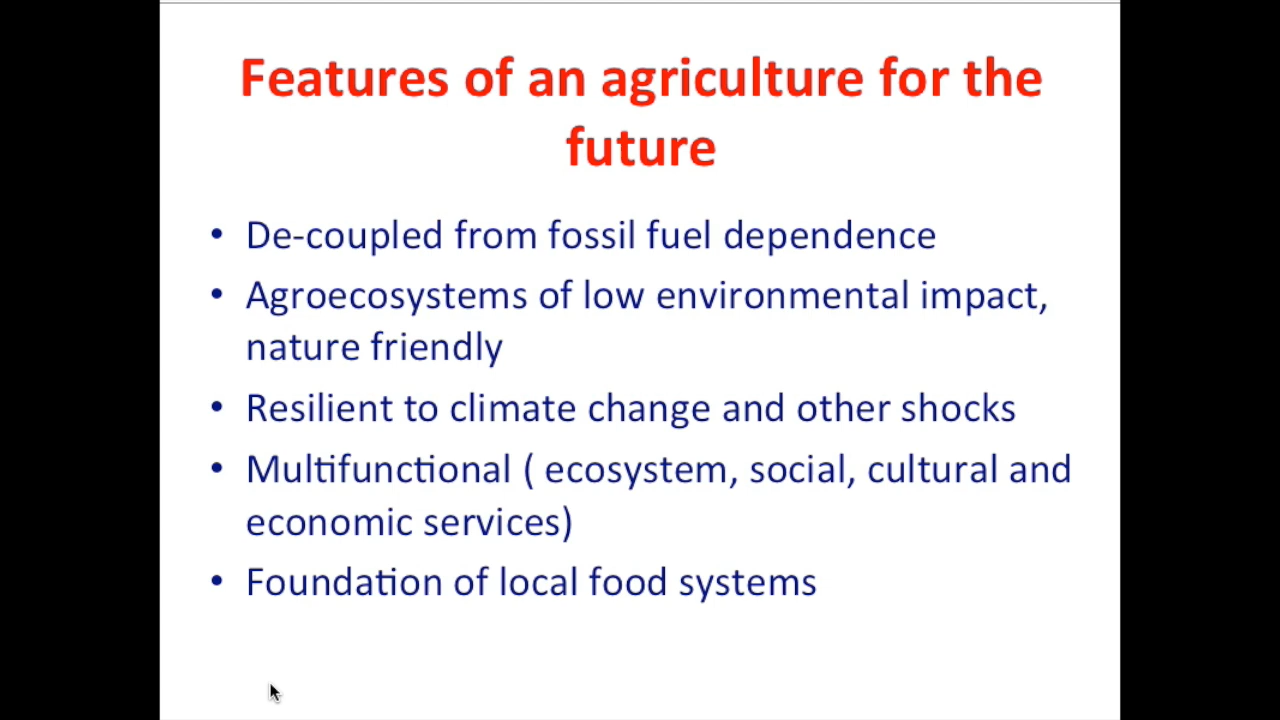 Features of an agriculture for the
future
• De-coupled from fossil fuel dependence
• Agroecosystems of low environmental impact,
nature friendly
• Resilient to climate change and other shocks
• Multifunctional ( ecosystem, social, cultural and
economic services)
• Foundation of local food systems